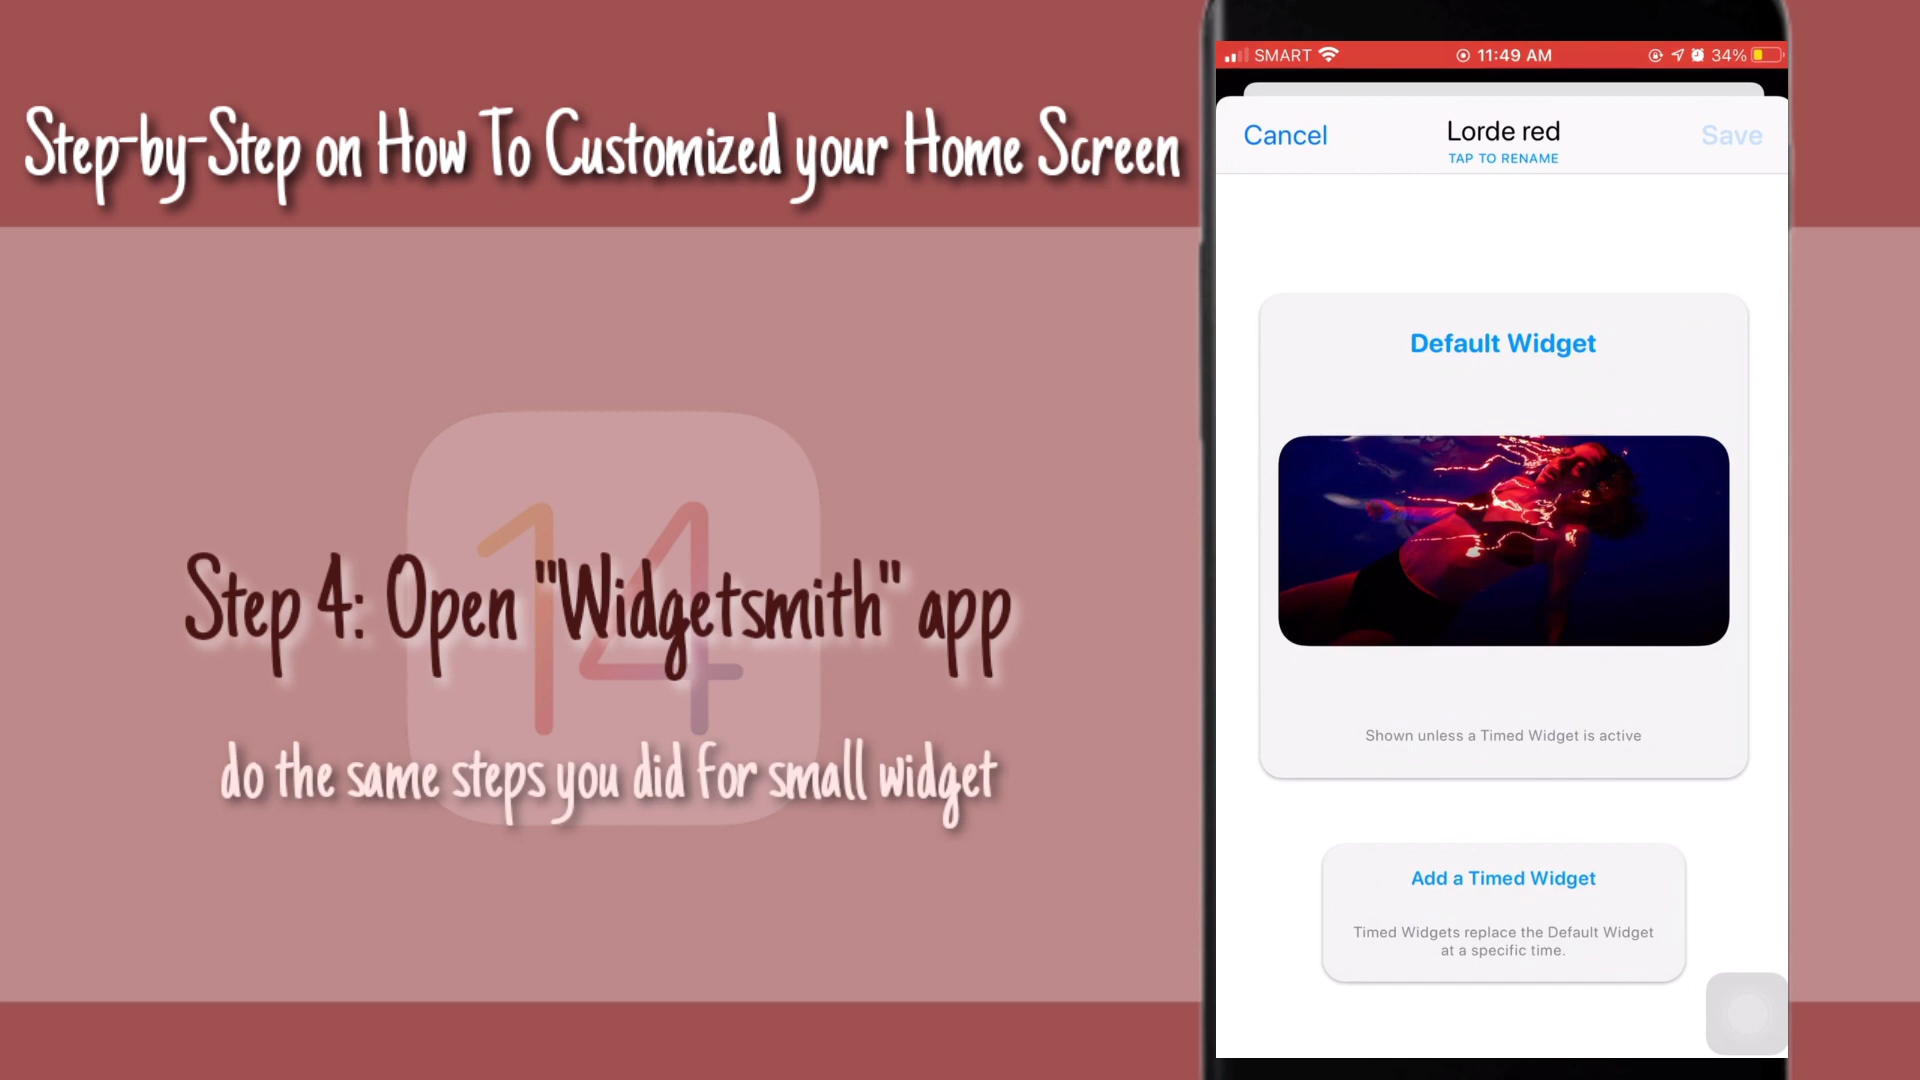 Step-by-Step on How To Customized your Home Screen
14
Step 4: Open "Widgetsmith" app
do the same steps you did for small widget
SMART 11:49 AM 34%
Cancel Lorde red Save
TAP TO RENAME
Default Widget
Shown unless a Timed Widget is active
Add a Timed Widget
Timed Widgets replace the Default Widget
at a specific time.